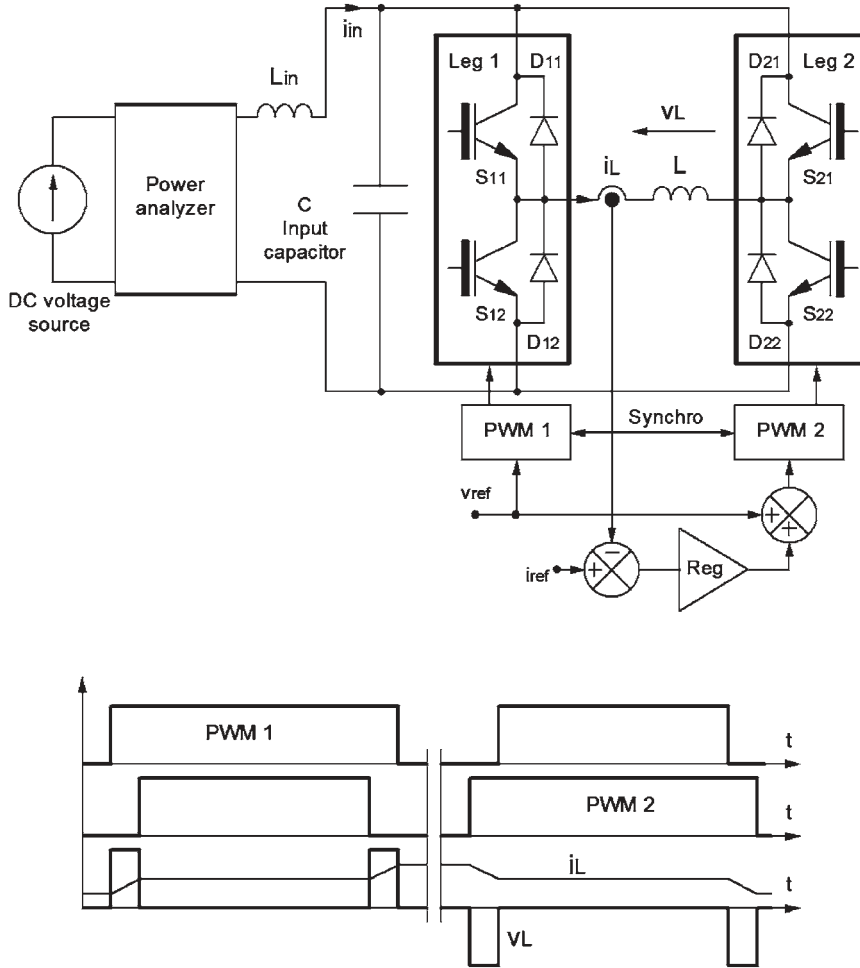 iin
Lin
Leg 1
D11
D21
Leg 2
vL
iL
L
S11
S21
Power
analyzer
C
Input
capacitor
DC voltage
source
S12
D12
S22
D22
PWM 1
Synchro
PWM 2
vref
+
+
iref
+
−
Reg
PWM 1
t
PWM 2
t
iL
t
vL